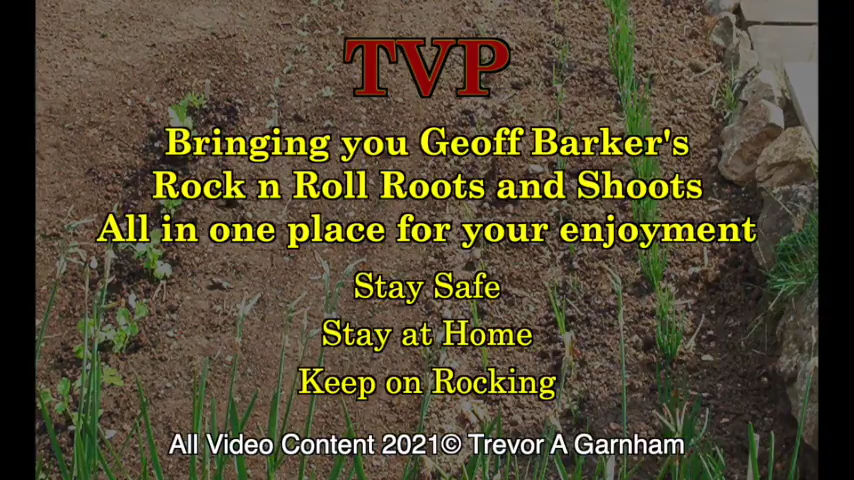 TVP
Bringing you Geoff Barker's
Rock n Roll Roots and Shoots
All in one place for your enjoyment
Stay Safe
Stay at Home
Keep on Rocking
All Video Content 2021© Trevor A Garnham